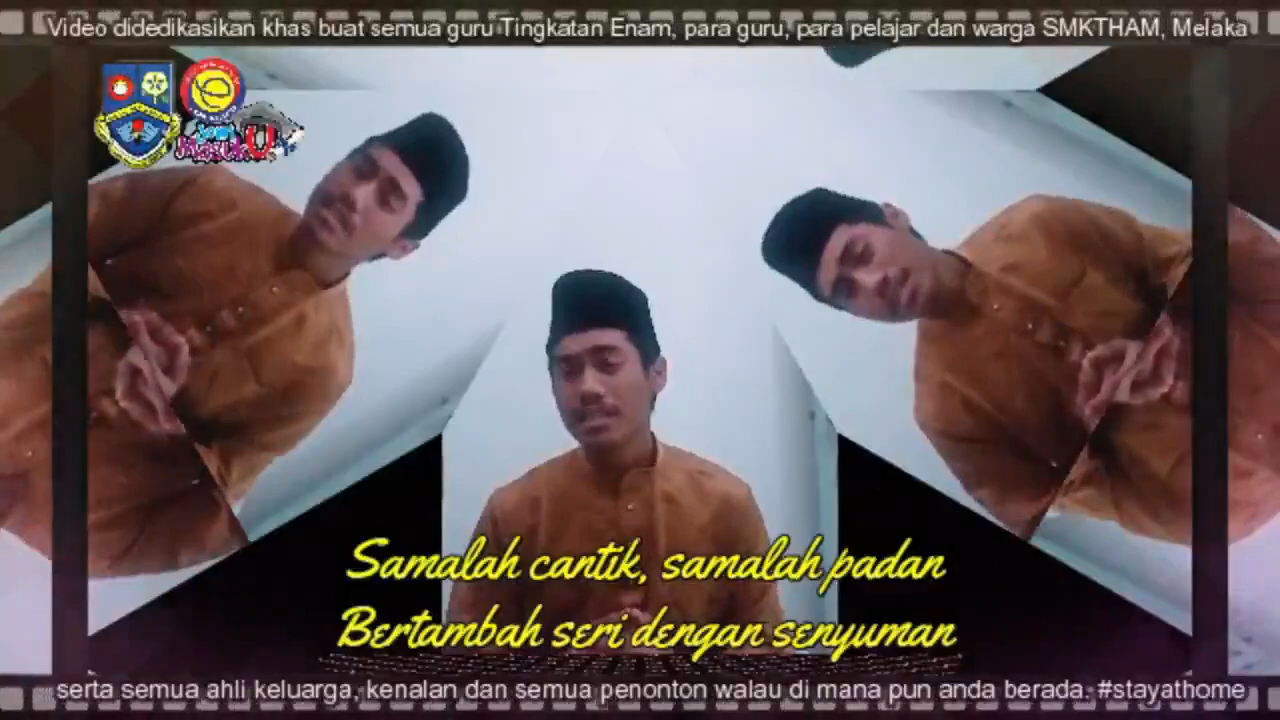 Video didedikasikan khas buat semua guru Tingkatan Enam, para guru, para pelajar dan warga SMKTHAM, Melaka
Samalah cantik, samalah padan
Bertambah seri dengan senyuman
serta semua ahli keluarga, kenalan dan semua penonton walau di mana pun anda berada. #stayathome